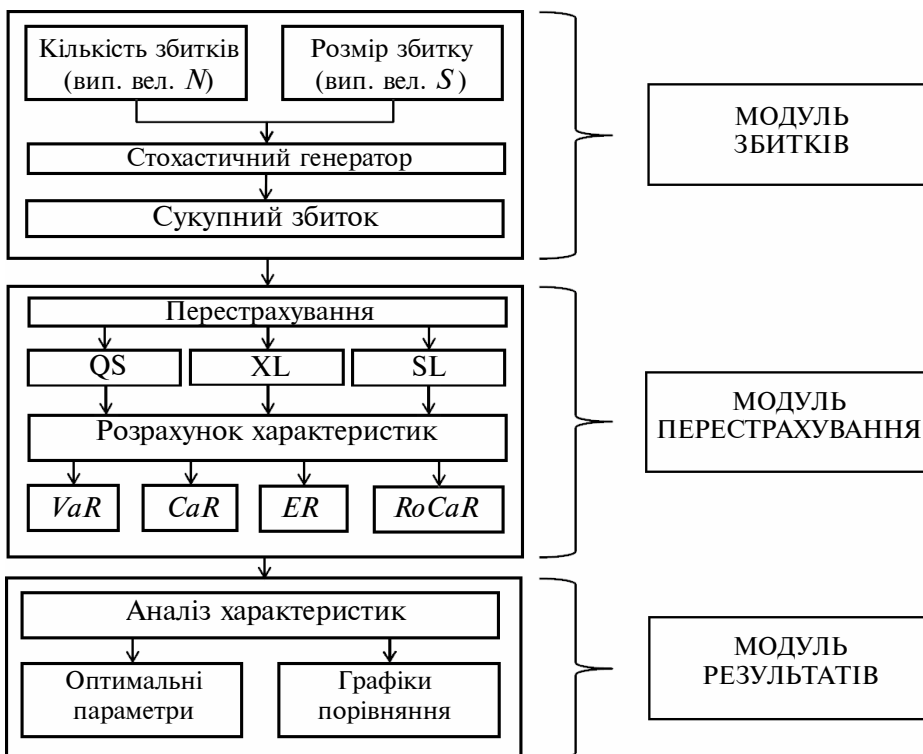 Кількість збитків
(вип. вел. N)
Розмір збитку
(вип. вел. S)
Стохастичний генератор
Сукупний збиток
МОДУЛЬ
ЗБИТКІВ
Перестрахування
QS
XL
SL
Розрахунок характеристик
VaR
CaR
ER
RoCaR
МОДУЛЬ
ПЕРЕСТРАХУВАННЯ
Аналіз характеристик
Оптимальні
параметри
Графіки
порівняння
МОДУЛЬ
РЕЗУЛЬТАТІВ